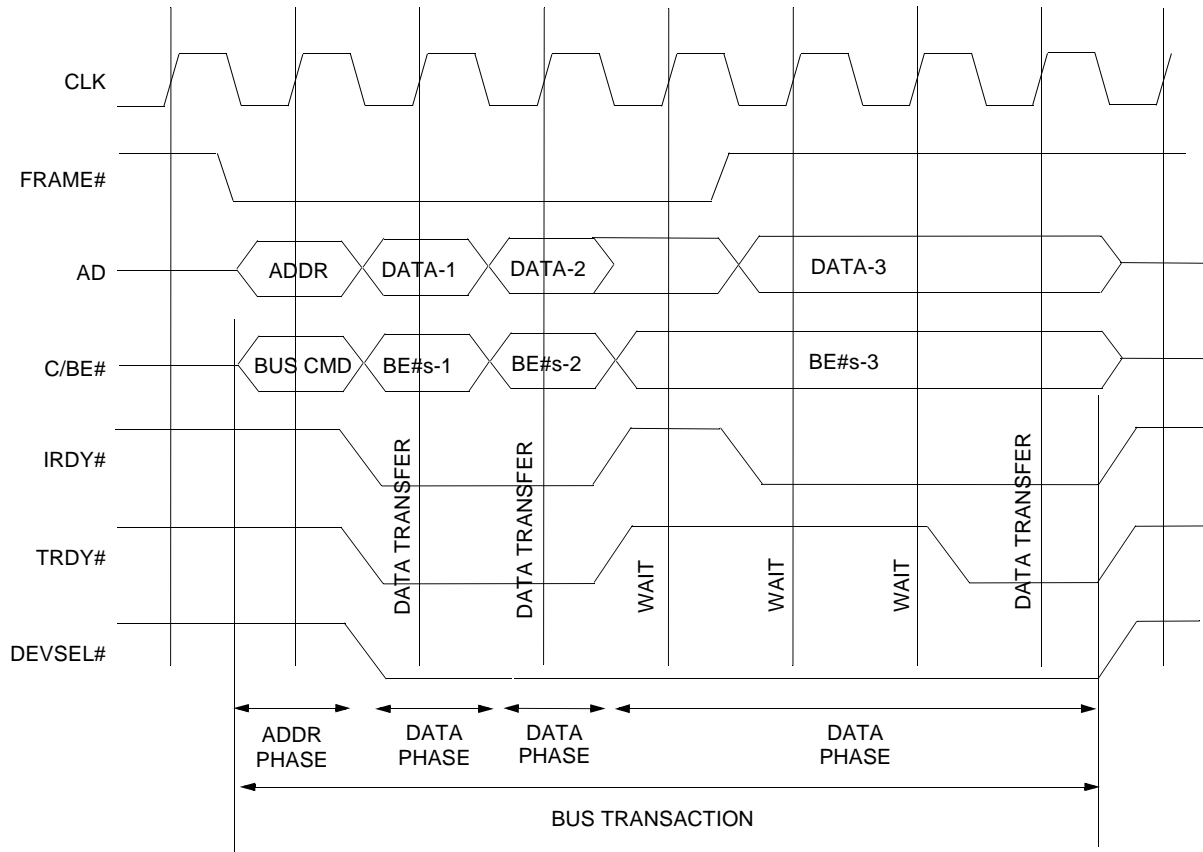 CLK
FRAME#
AD
ADDR
DATA-1
DATA-2
DATA-3
C/BE#
BUS CMD
BE#s-1
BE#s-2
BE#s-3
IRDY#
TRDY#
DATA TRANSFER
DATA TRANSFER
WAIT
WAIT
WAIT
DATA TRANSFER
DEVSEL#
ADDR
PHASE
DATA
PHASE
DATA
PHASE
DATA
PHASE
BUS TRANSACTION